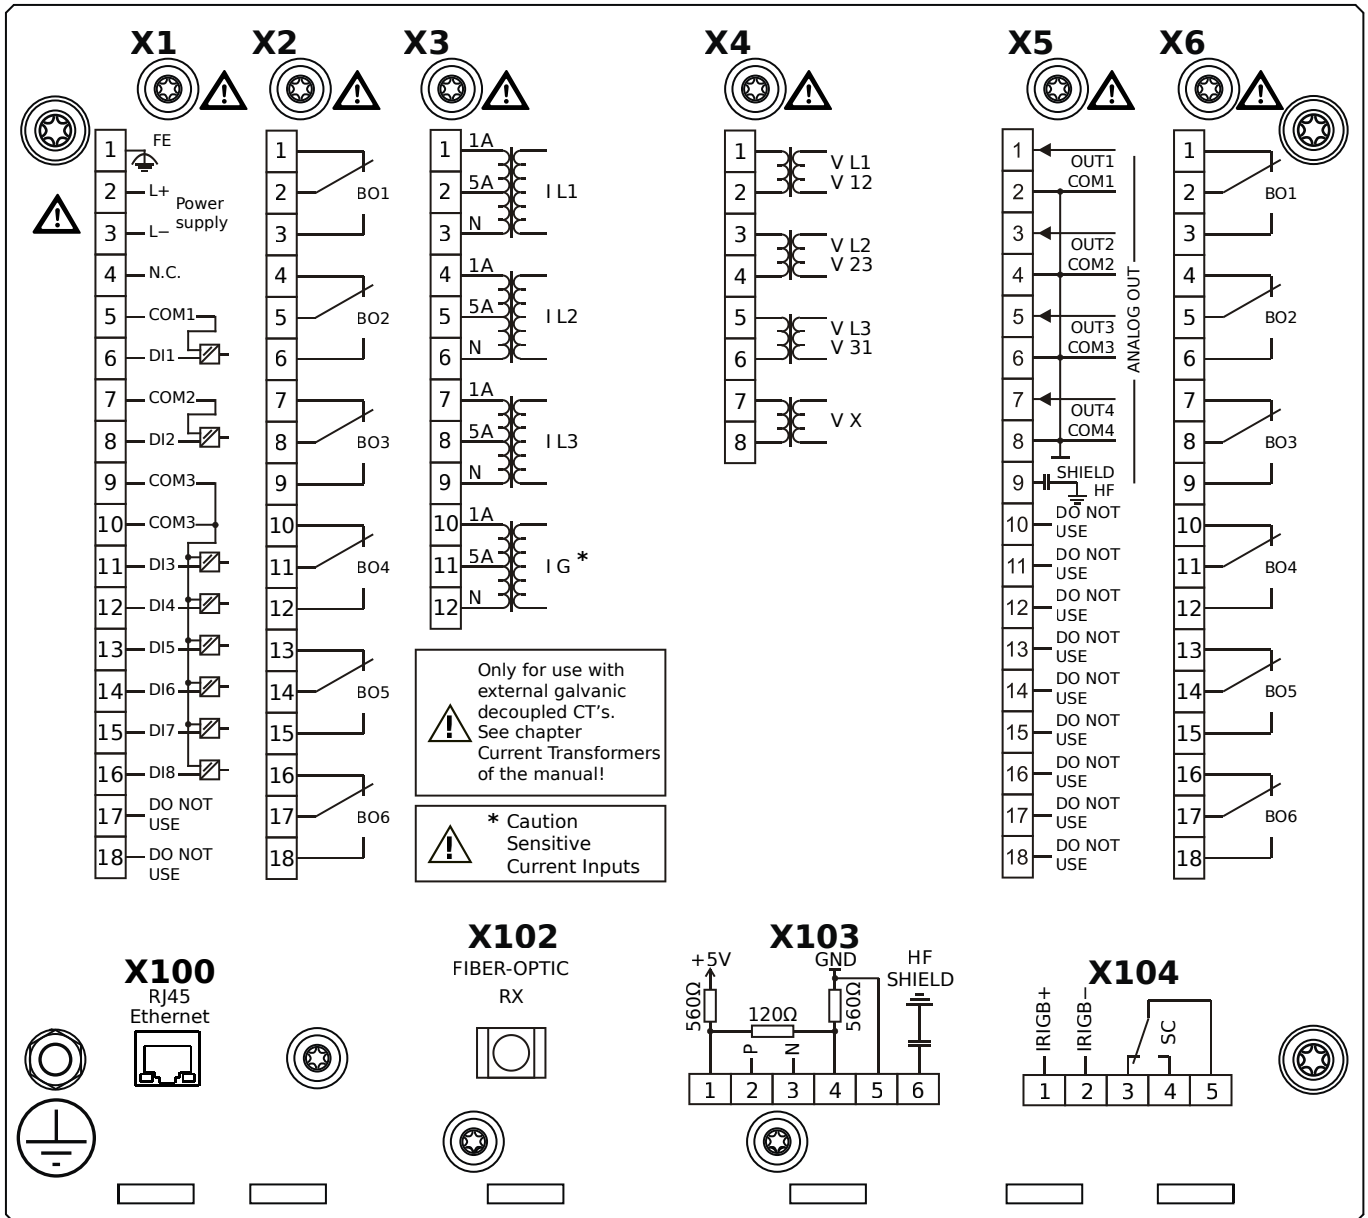 X1
1
FE
2
L+
Power
supply
3
L−
4
N.C.
5
COM1
6
DI1
7
COM2
8
DI2
9
COM3
10
COM3
11
DI3
12
DI4
13
DI5
14
DI6
15
DI7
16
DI8
17
DO NOT
USE
18
DO NOT
USE
X2
1
2
BO1
3
4
5
BO2
6
7
8
BO3
9
10
11
BO4
12
13
14
BO5
15
16
17
BO6
18
X3
1
1A
2
5A
I L1
3
N
4
1A
5
5A
I L2
6
N
7
1A
8
5A
I L3
9
N
10
1A
11
5A
I G *
12
N
Only for use with
external galvanic
decoupled CT's.
See chapter
Current Transformers
of the manual!
* Caution
Sensitive
Current Inputs
X4
1
V L1
2
V 12
3
V L2
4
V 23
5
V L3
6
V 31
7
V X
8
X5
1
OUT1
2
COM1
3
OUT2
4
COM2
5
OUT3
6
COM3
7
OUT4
8
COM4
ANALOG OUT
9
SHIELD
HF
10
DO NOT
USE
11
DO NOT
USE
12
DO NOT
USE
13
DO NOT
USE
14
DO NOT
USE
15
DO NOT
USE
16
DO NOT
USE
17
DO NOT
USE
18
DO NOT
USE
X6
1
2
BO1
3
4
5
BO2
6
7
8
BO3
9
10
11
BO4
12
13
14
BO5
15
16
17
BO6
18
X100
RJ45
Ethernet
X102
FIBER-OPTIC
RX
X103
+5V
GND
HF
SHIELD
560Ω
120Ω
560Ω
P
N
1 2 3 4 5 6
X104
IRIGB+
IRIGB−
SC
1 2 3 4 5